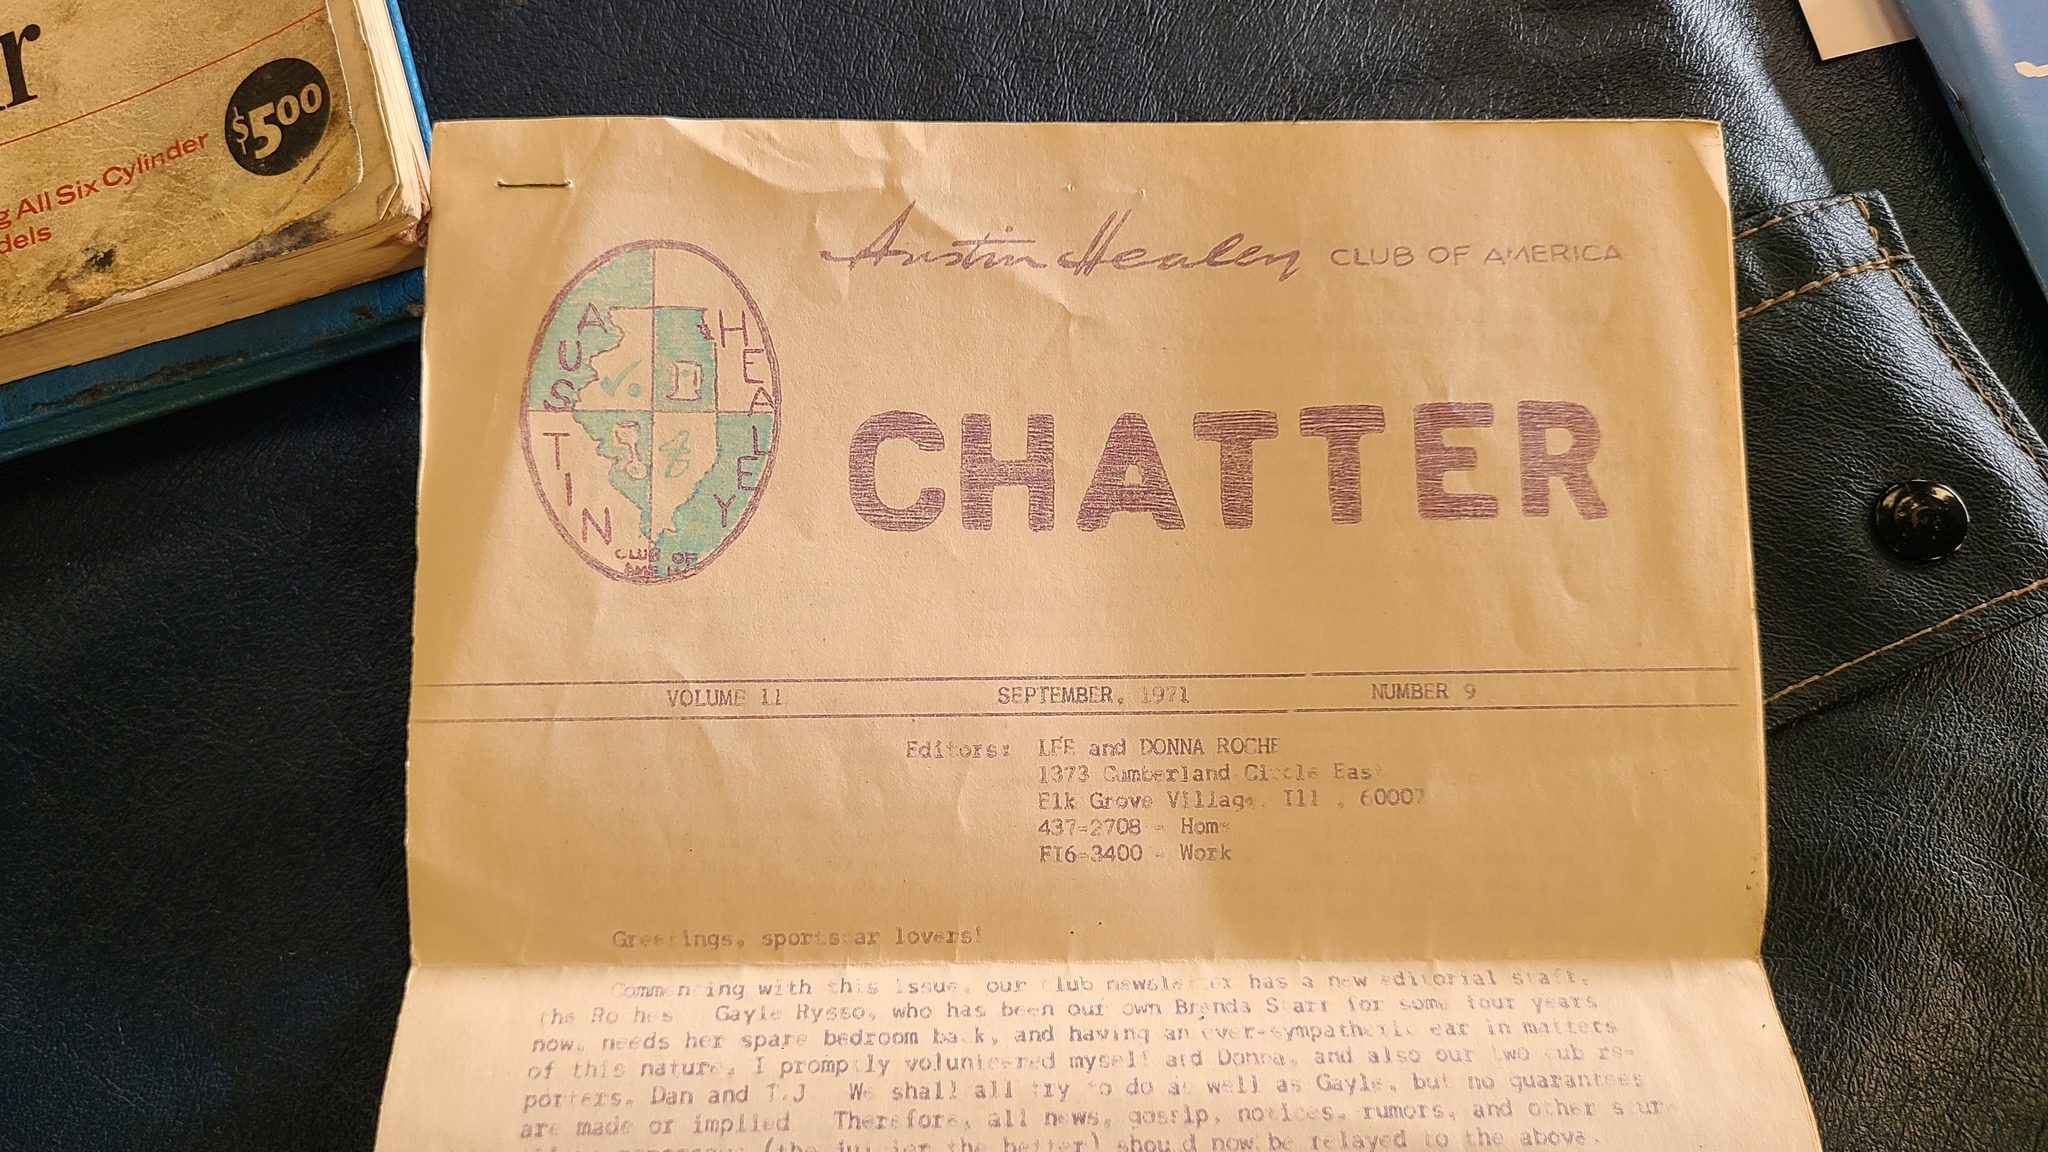 $5.00
All Six Cylinder
Austin Healey CLUB OF AMERICA
AUSTIN
HEALEY
CLUB OF
CHATTER
VOLUME 11 SEPTEMBER, 1971 NUMBER 9
Editors: LEE and DONNA ROCHE
1373 Cumberland Circle East
Elk Grove Village, Ill., 60007
437-2708 - Home
FI6-3400 - Work
Greetings, sportscar lovers!
Commencing with this issue, our club newsletter has a new editorial staff,
the Roches Gayle Rysso, who has been our own Brenda Starr for some four years
now, needs her spare bedroom back, and having an ever-sympathetic ear in matters
of this nature, I promptly volunteered myself and Donna, and also our two cub re-
porters, Dan and T.J We shall all try to do as well as Gayle, but no guarantees
are made or implied Therefore, all news, gossip, notices, rumors, and other
(the juicier the better) should now be relayed to the above.